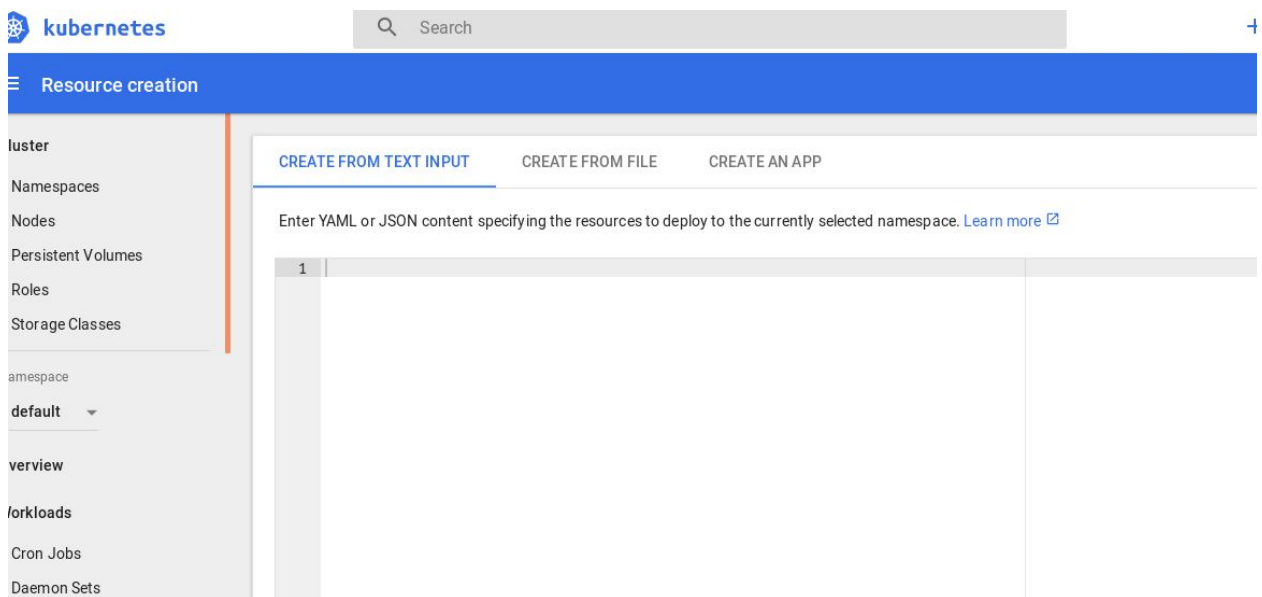 kubernetes
Search
+
Resource creation
luster
Namespaces
Nodes
Persistent Volumes
Roles
Storage Classes
amespace
default
verview
orkloads
Cron Jobs
Daemon Sets
CREATE FROM TEXT INPUT CREATE FROM FILE CREATE AN APP
Enter YAML or JSON content specifying the resources to deploy to the currently selected namespace. Learn more
1